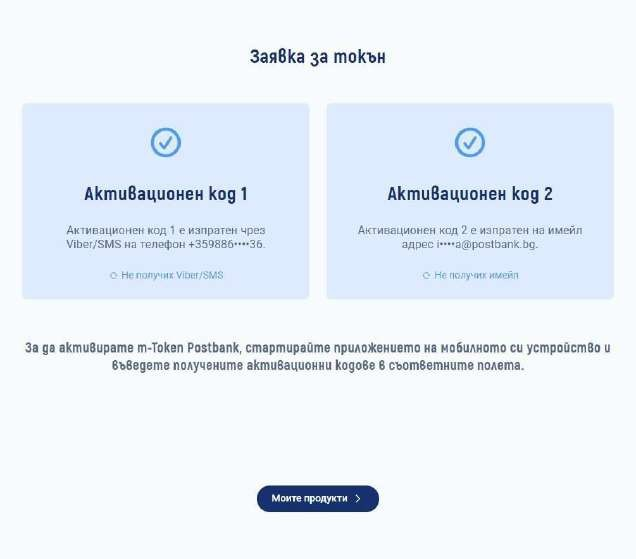 Заявка за токън
Активационен код 1
Активационен код 1 е изпратен чрез
Viber/SMS на телефон +359886••••36.
Не получих Viber/SMS
Активационен код 2
Активационен код 2 е изпратен на имейл
адрес i••••a@postbank.bg.
Не получих имейл
За да активирате m-Token Postbank, стартирайте приложението на мобилното си устройство и
въведете получените активационни кодове в съответните полета.
Моите продукти